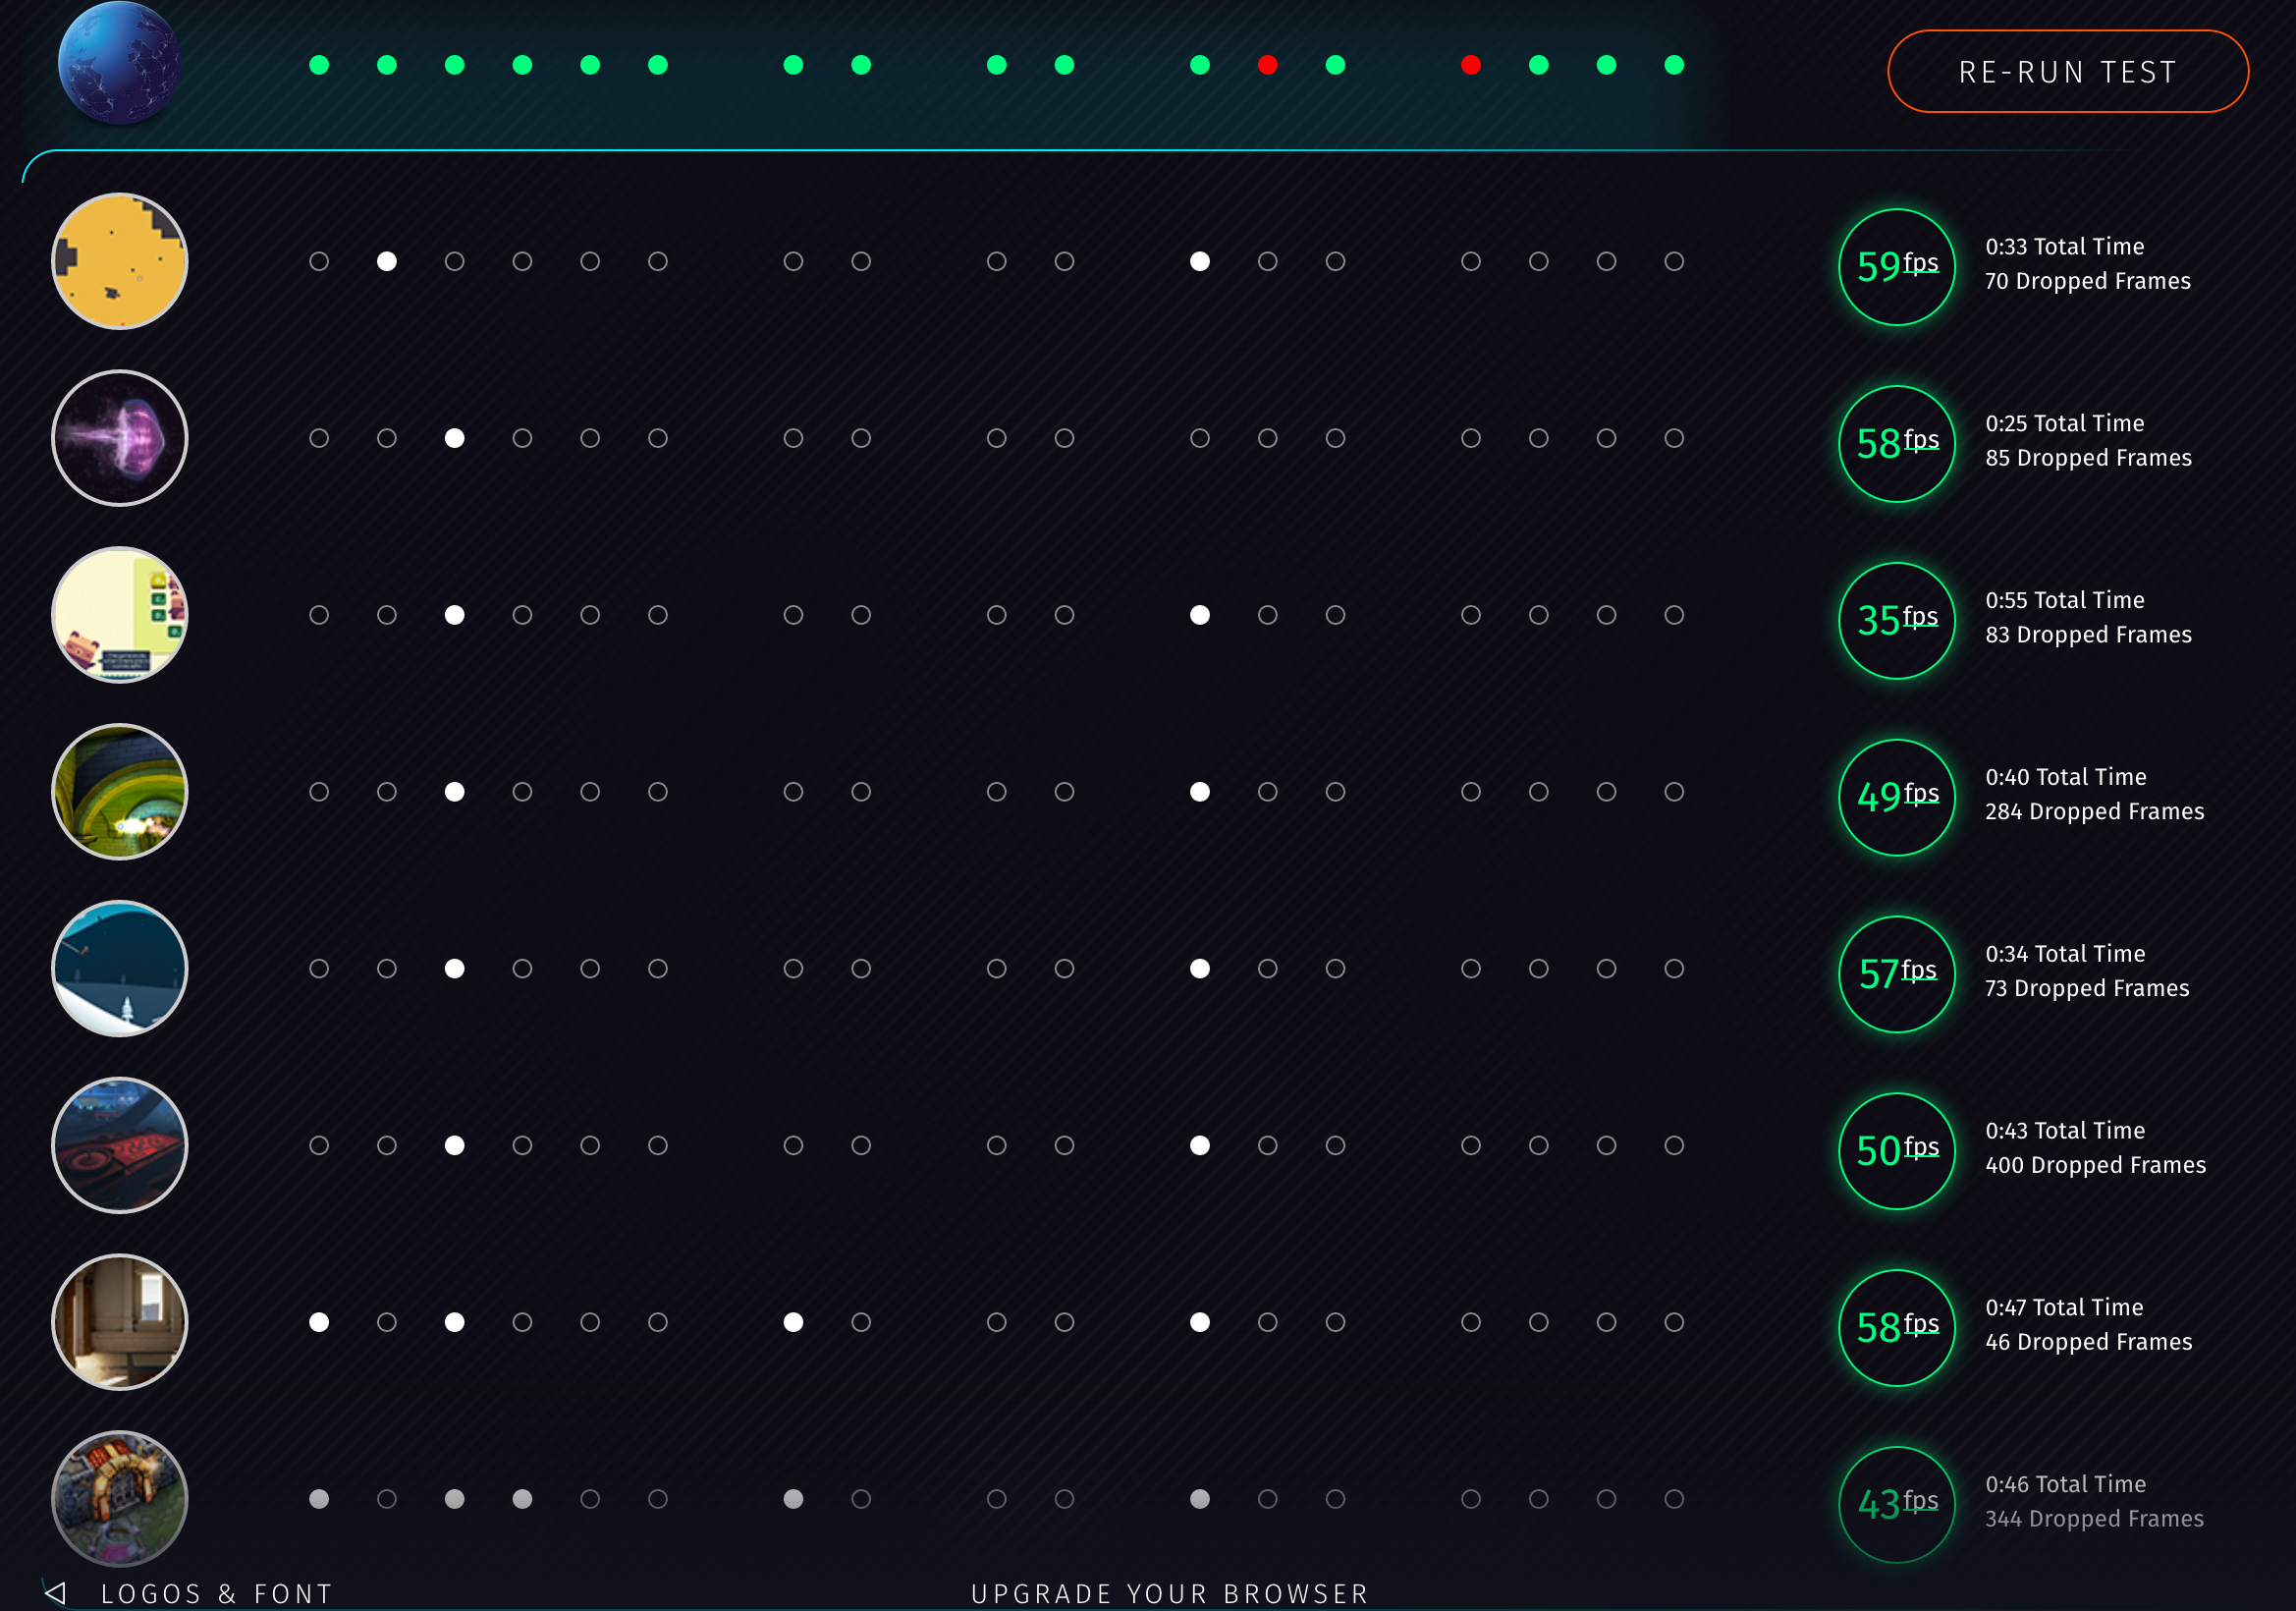 RE-RUN TEST
59fps
0:33 Total Time
70 Dropped Frames
58fps
0:25 Total Time
85 Dropped Frames
35fps
0:55 Total Time
83 Dropped Frames
49fps
0:40 Total Time
284 Dropped Frames
57fps
0:34 Total Time
73 Dropped Frames
50fps
0:43 Total Time
400 Dropped Frames
58fps
0:47 Total Time
46 Dropped Frames
43fps
0:46 Total Time
344 Dropped Frames
LOGOS & FONT
UPGRADE YOUR BROWSER